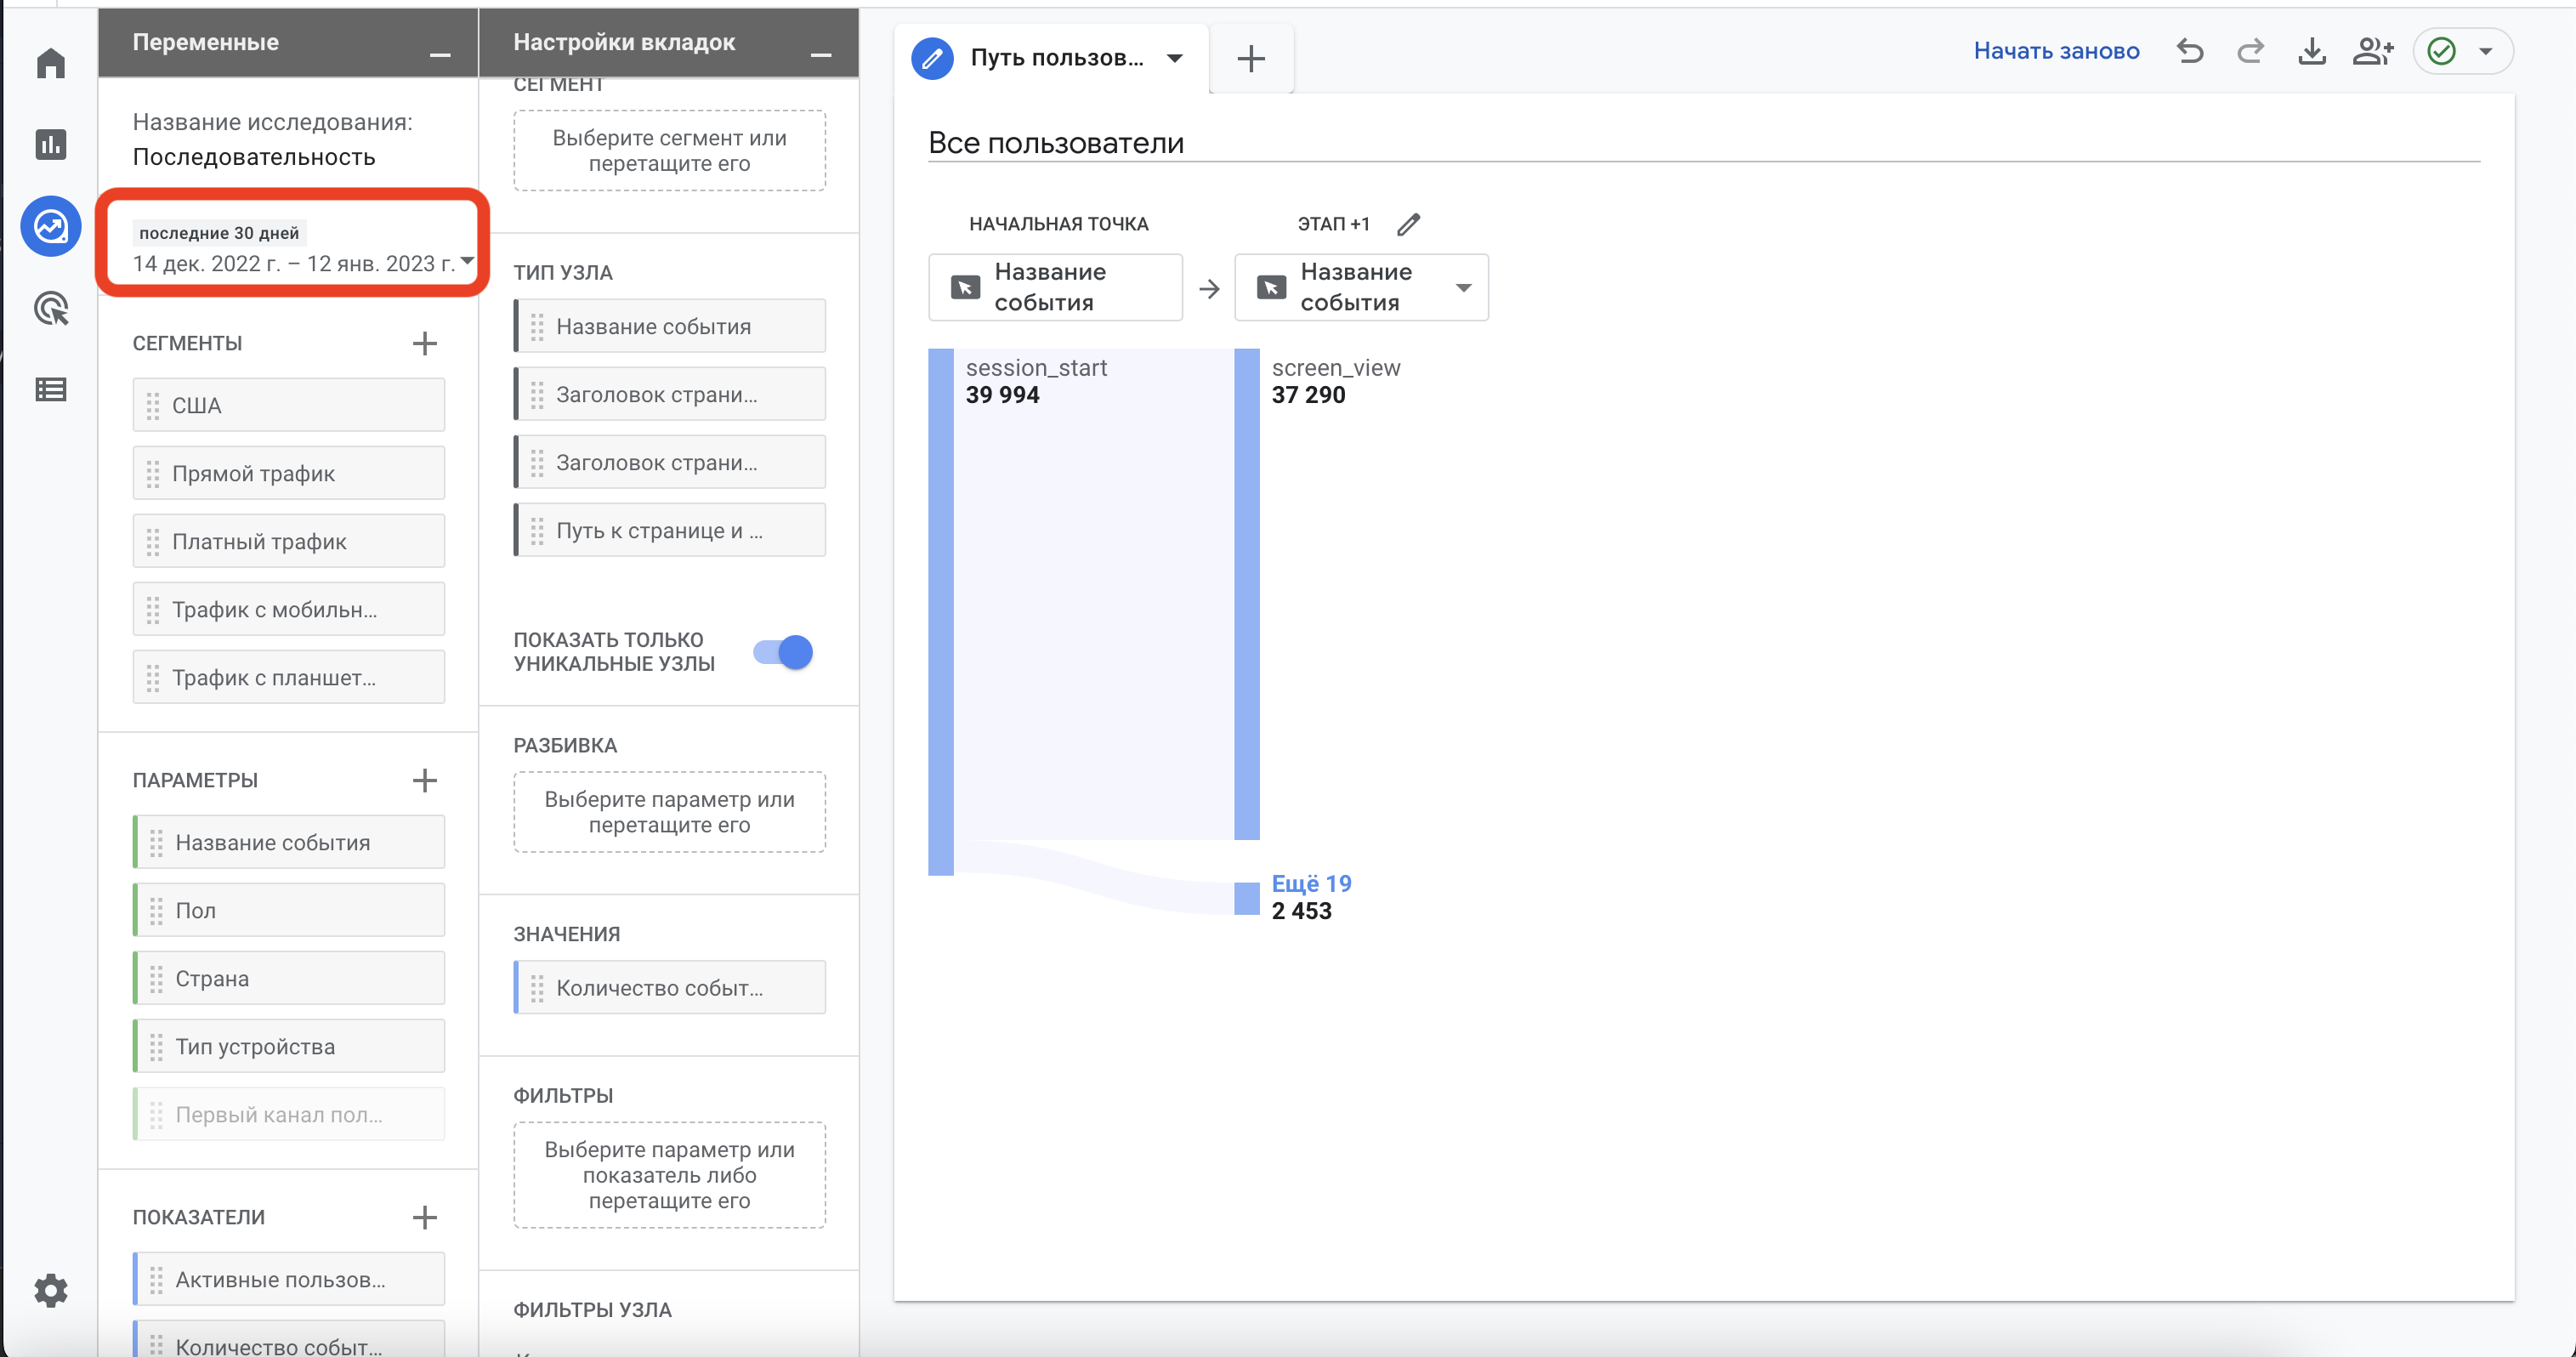 Переменные
Название исследования:
Последовательность
последние 30 дней
14 дек. 2022 г. – 12 янв. 2023 г.
СЕГМЕНТЫ
США
Прямой трафик
Платный трафик
Трафик с мобильн...
Трафик с планшет...
ПАРАМЕТРЫ
Название события
Пол
Страна
Тип устройства
Первый канал пол...
ПОКАЗАТЕЛИ
Активные пользов...
Количество событ...
Настройки вкладок
СЕГМЕНТ
Выберите сегмент или
перетащите его
ТИП УЗЛА
Название события
Заголовок страни...
Заголовок страни...
Путь к странице и ...
ПОКАЗАТЬ ТОЛЬКО
УНИКАЛЬНЫЕ УЗЛЫ
РАЗБИВКА
Выберите параметр или
перетащите его
ЗНАЧЕНИЯ
Количество событ...
ФИЛЬТРЫ
Выберите параметр или
показатель либо
перетащите его
ФИЛЬТРЫ УЗЛА
Путь пользов...
Начать заново
Все пользователи
НАЧАЛЬНАЯ ТОЧКА
ЭТАП +1
Название
события
Название
события
session_start
39 994
screen_view
37 290
Ещё 19
2 453